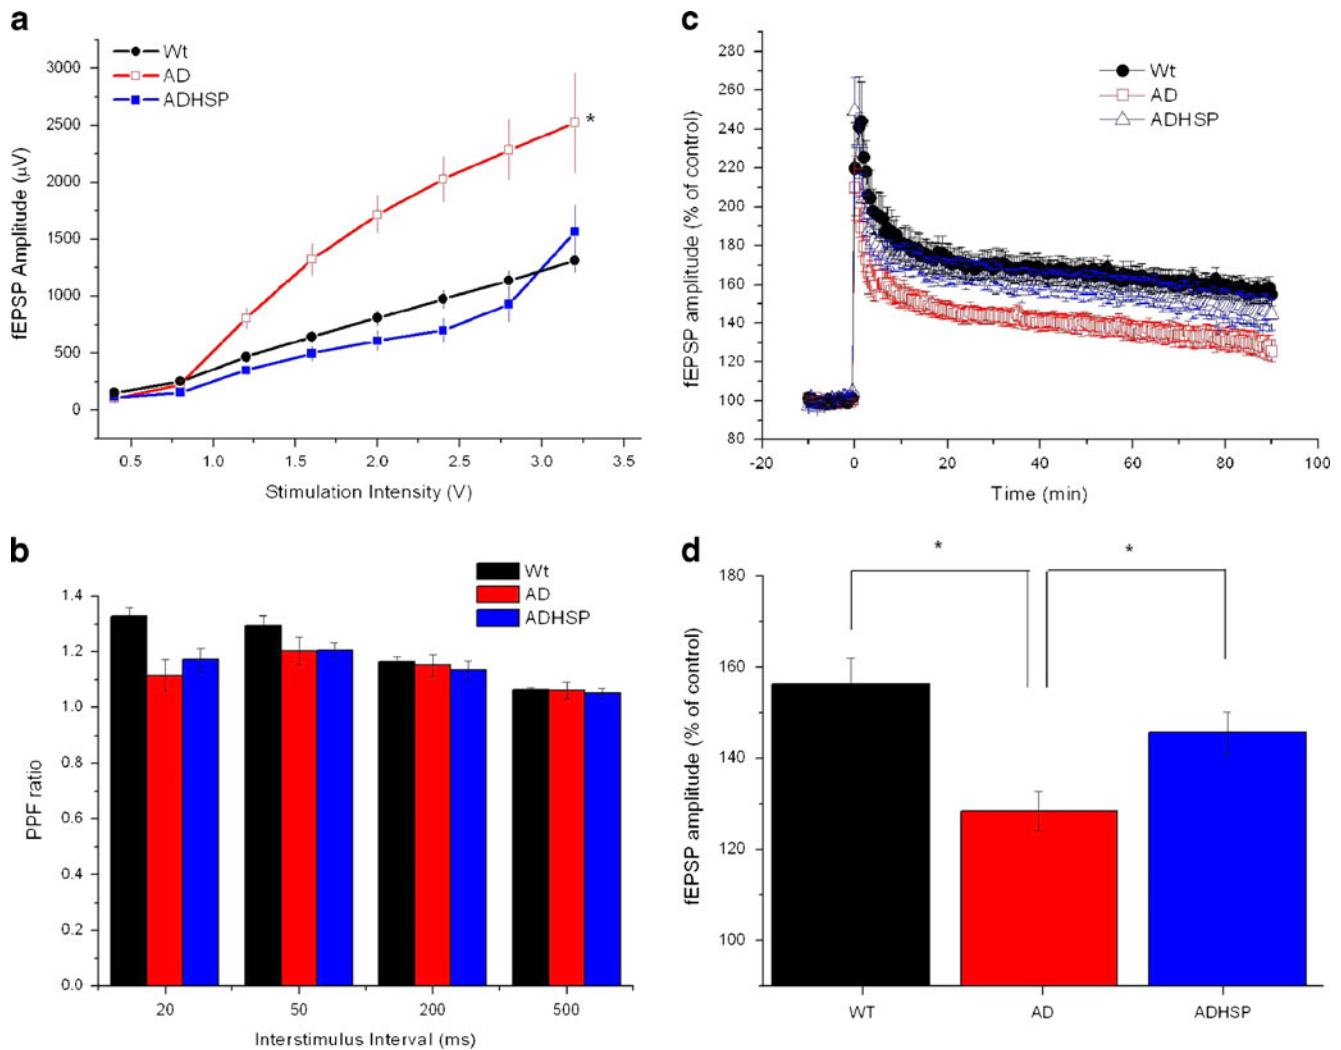 a
Wt
AD
ADHSP
fEPSP Amplitude (µV)
3000
2500
2000
1500
1000
500
0
*
0.5 1.0 1.5 2.0 2.5 3.0 3.5
Stimulation Intensity (V)
c
Wt
AD
ADHSP
fEPSP amplitude (% of control)
280
260
240
220
200
180
160
140
120
100
80
-20 0 20 40 60 80 100
Time (min)
b
Wt
AD
ADHSP
PPF ratio
1.4
1.2
1.0
0.8
0.6
0.4
0.2
0.0
20 50 200 500
Interstimulus Interval (ms)
d
* *
fEPSP amplitude (% of control)
180
160
140
120
100
WT AD ADHSP